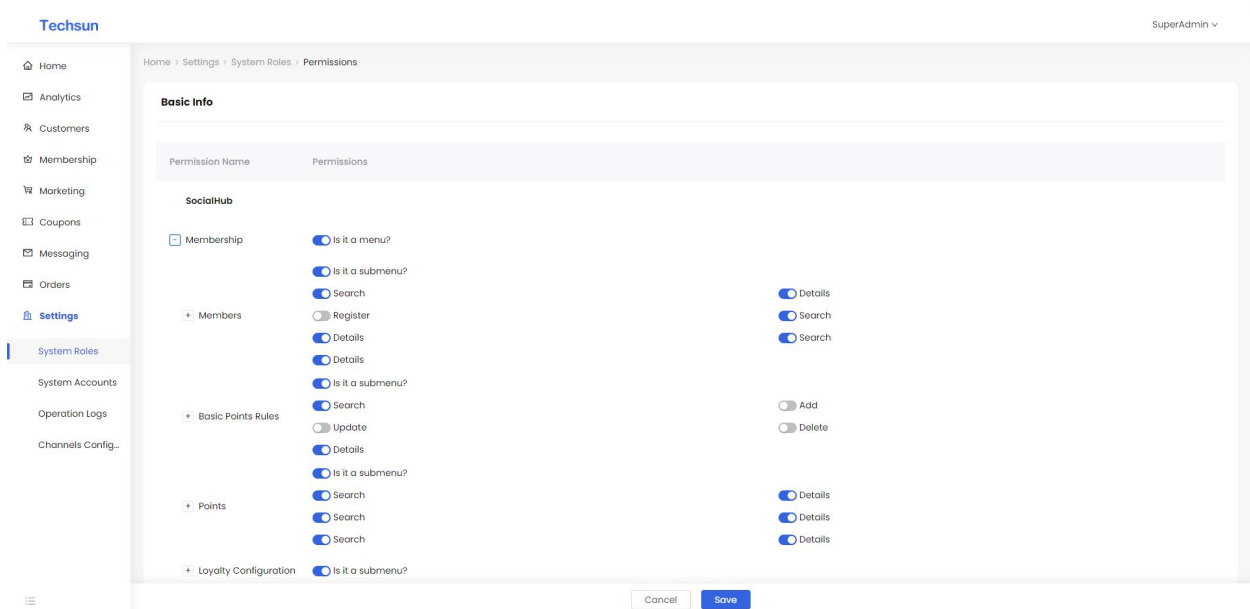 Techsun
SuperAdmin
Home
Analytics
Customers
Membership
Marketing
Coupons
Messaging
Orders
Settings
System Roles
System Accounts
Operation Logs
Channels Config...
Home > Settings > System Roles > Permissions
Basic Info
Permission Name Permissions
SocialHub
Membership Is it a menu?
Is it a submenu?
Search Details
Members Register Search
Details Search
Details
Is it a submenu?
Search Add
Basic Points Rules
Update Delete
Details
Is it a submenu?
Search Details
Points
Search Details
Search Details
Loyalty Configuration Is it a submenu?
Cancel Save